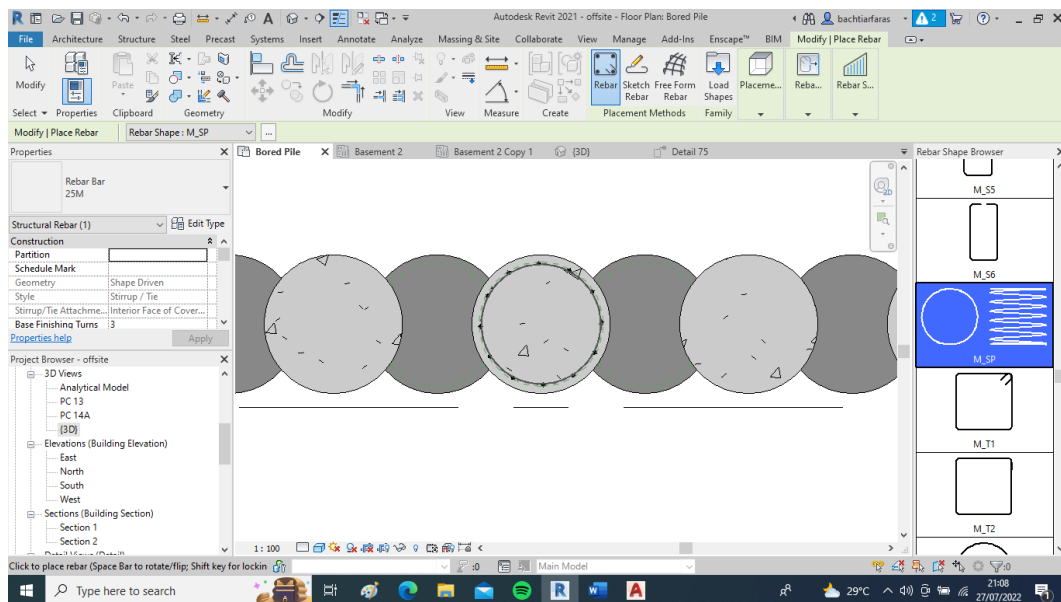 Autodesk Revit 2021 - offsite - Floor Plan: Bored Pile
bachtiarfaras
2
File Architecture Structure Steel Precast Systems Insert Annotate Analyze Massing & Site Collaborate View Manage Add-Ins Enscape™ BIM Modify | Place Rebar
Modify Properties Paste Rebar Sketch Rebar Free Form Rebar Load Shapes Placeme... Reba... Rebar S...
Select Properties Clipboard Geometry Modify View Measure Create Placement Methods Family
Modify | Place Rebar Rebar Shape : M_SP ...
Properties
Bored Pile Basement 2 Basement 2 Copy 1 {3D} Detail 75
Rebar Shape Browser
Rebar Bar
25M
Structural Rebar (1) Edit Type
Construction
Partition
Schedule Mark
Geometry Shape Driven
Style Stirrup / Tie
Stirrup/Tie Attachme... Interior Face of Cover...
Base Finishing Turns 3
Properties help Apply
Project Browser - offsite
3D Views
Analytical Model
PC 13
PC 14A
{3D}
Elevations (Building Elevation)
East
North
South
West
Sections (Building Section)
Section 1
Section 2
2D
M_S5
M_S6
M_SP
M_T1
M_T2
1 : 100
Click to place rebar (Space Bar to rotate/flip; Shift key for lockin
:0 Main Model :0
Type here to search
29°C
21:08
27/07/2022